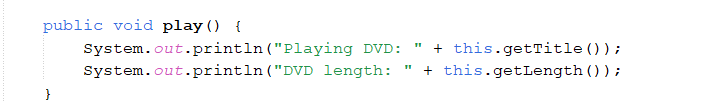 public void play() {
    System.out.println("Playing DVD: " + this.getTitle());
    System.out.println("DVD length: " + this.getLength());
}